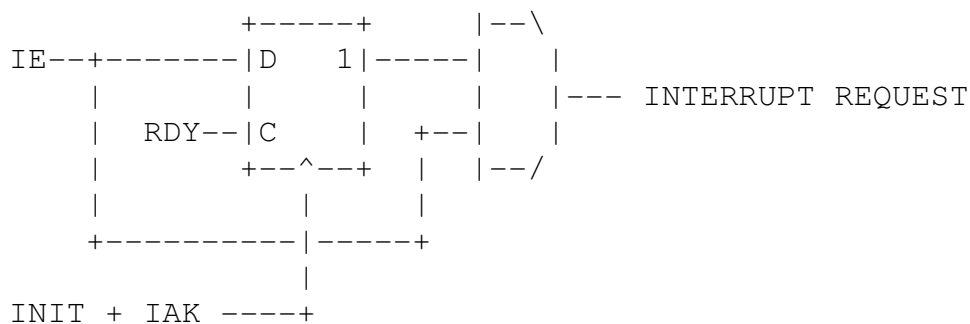 IE D 1
INTERRUPT REQUEST
RDY C
INIT + IAK